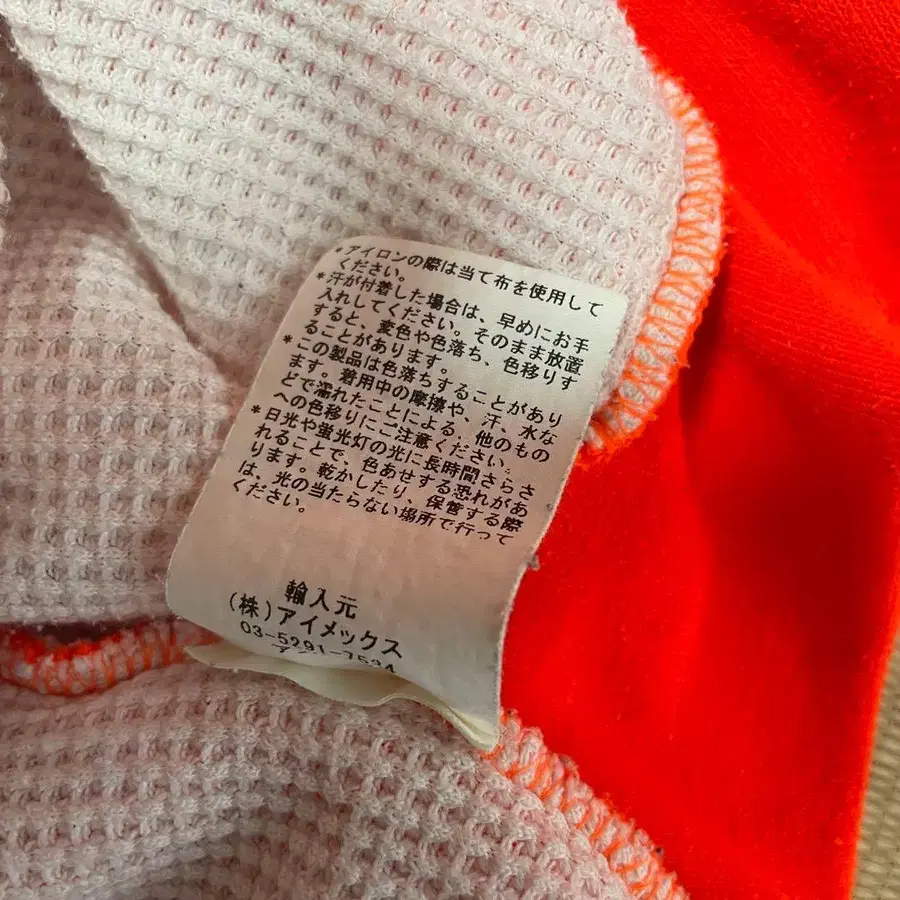 *アイロンの際は当て布を使用して
ください。
*汗が付着した場合は、早めにお手
入れしてください。そのまま放置
すると、変色や色落ち、色移りす
ることがあります。
*この製品は色落ちすることがあり
ます。着用中の摩擦や、汗、水な
どで濡れたことによる、他のもの
への色移りにご注意ください。
*日光や蛍光灯の光に長時間さらさ
れることで、色あせする恐れがあ
ります。乾かしたり、保管する際
は、光の当たらない場所で行って
ください。
輸入元
(株)アイメックス
03-5291-7524